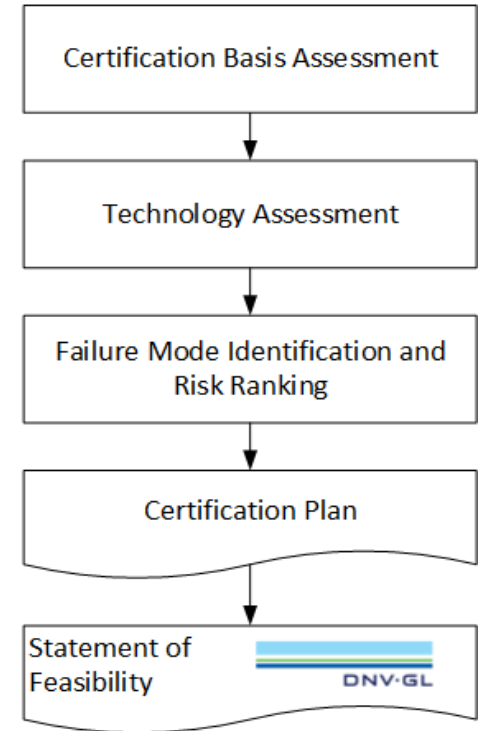 Certification Basis Assessment
Technology Assessment
Failure Mode Identification and
Risk Ranking
Certification Plan
Statement of
Feasibility
DNV·GL